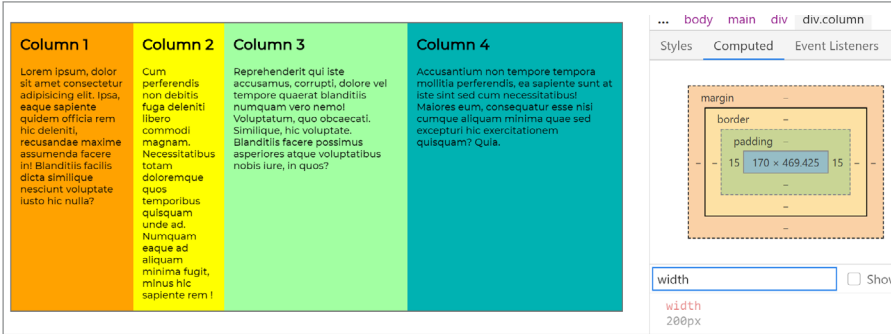 ... body main div div.column
Styles Computed Event Listeners
Column 1
Lorem ipsum, dolor
sit amet consectetur
adipisicing elit. Ipsa,
eaque sapiente
quidem officia rem
hic deleniti,
recusandae maxime
assumenda facere
in! Blanditiis facilis
dicta similique
nesciunt voluptate
iusto hic nulla?
Column 2
Cum
perferendis
non debitis
fuga deleniti
libero
commodi
magnam.
Necessitatibus
totam
doloremque
quos
temporibus
quisquam
unde ad.
Numquam
eaque ad
aliquam
minima fugit,
minus hic
sapiente rem !
Column 3
Reprehenderit qui iste
accusamus, corrupti, dolore vel
tempore quaerat blanditiis
numquam vero nemo!
Voluptatum, quo obcaecati.
Similique, hic voluptate.
Blanditiis facere possimus
asperiores atque voluptatibus
nobis iure, in quos?
Column 4
Accusantium non tempore tempora
mollitia perferendis, ea sapiente sunt at
iste sint sed cum necessitatibus!
Maiores eum, consequatur esse nisi
cumque aliquam minima quae sed
excepturi hic exercitationem
quisquam? Quia.
margin –
border –
padding –
– – 15 170 × 469.425 15 – –
–
–
–
width
Show
width
200px